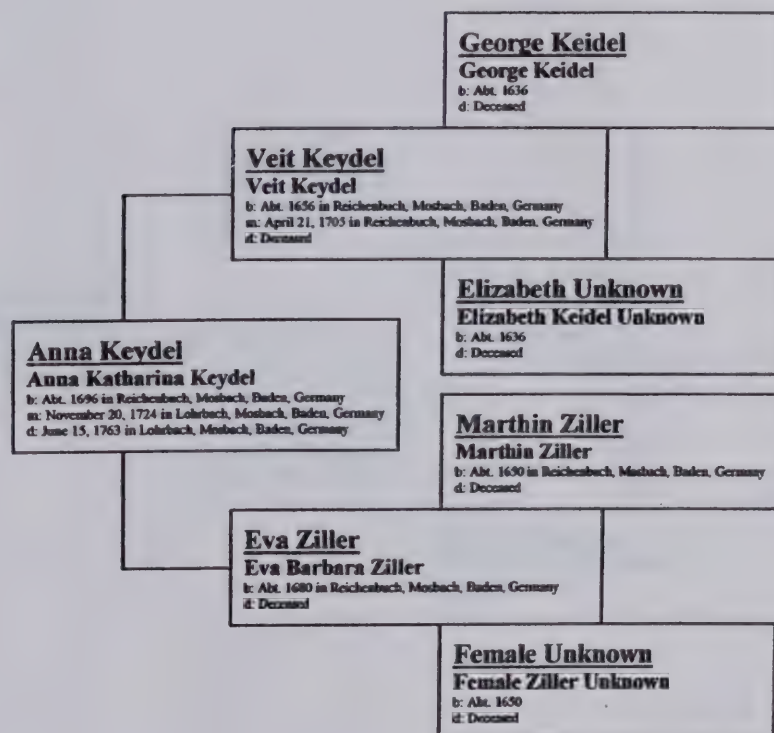 George Keidel
George Keidel
b: Abt. 1636
d: Deceased
Veit Keydel
Veit Keydel
b: Abt. 1656 in Reichenbuch, Mosbach, Baden, Germany
m: April 21, 1705 in Reichenbuch, Mosbach, Baden, Germany
d: Deceased
Elizabeth Unknown
Elizabeth Keidel Unknown
b: Abt. 1636
d: Deceased
Anna Keydel
Anna Katharina Keydel
b: Abt. 1696 in Reichenbuch, Mosbach, Baden, Germany
m: November 20, 1724 in Lohrbach, Mosbach, Baden, Germany
d: June 15, 1763 in Lohrbach, Mosbach, Baden, Germany
Marthin Ziller
Marthin Ziller
b: Abt. 1650 in Reichenbuch, Mosbach, Baden, Germany
d: Deceased
Eva Ziller
Eva Barbara Ziller
b: Abt. 1680 in Reichenbuch, Mosbach, Baden, Germany
d: Deceased
Female Unknown
Female Ziller Unknown
b: Abt. 1650
d: Deceased